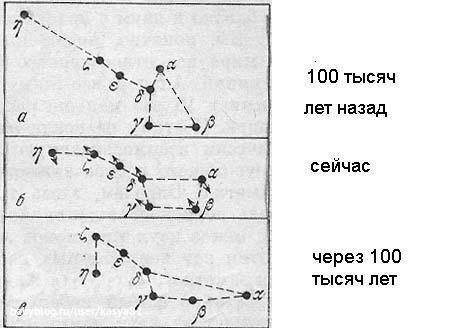 η
ζ α
ε
δ
γ β
а
100 тысяч
лет назад
η ζ ε δ α
γ β
б
сейчас
ζ
ε
η δ
γ β α
в
через 100
тысяч лет